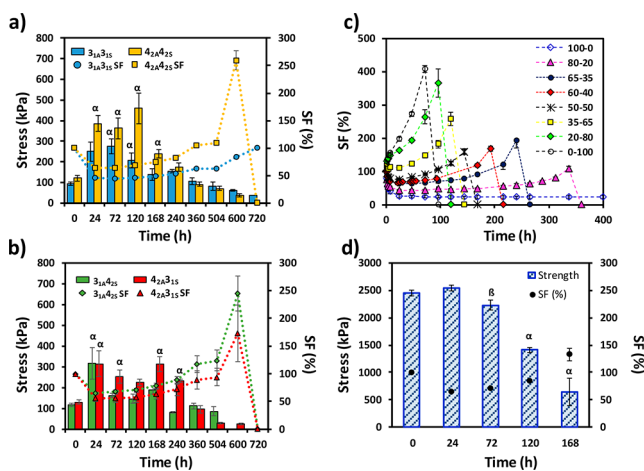 a)
3₁ₐ3₁ₛ 4₂ₐ4₂ₛ
3₁ₐ3₁ₛ SF 4₂ₐ4₂ₛ SF
Stress (kPa)
800
700
600
500
400
300
200
100
0
α α α α
300
250
200
150
100
50
0
SF (%)
0 24 72 120 168 240 360 504 600 720
Time (h)
b)
3₁ₐ4₂ₛ 4₂ₐ3₁ₛ
3₁ₐ4₂ₛ SF 4₂ₐ3₁ₛ SF
Stress (kPa)
800
700
600
500
400
300
200
100
0
α α α α
300
250
200
150
100
50
0
SF (%)
0 24 72 120 168 240 360 504 600 720
Time (h)
c)
SF (%)
500
400
300
200
100
0
100-0
80-20
65-35
60-40
50-50
35-65
20-80
0-100
0 100 200 300 400
Time (h)
d)
Strength
SF (%)
Stress (kPa)
3000
2500
2000
1500
1000
500
0
ß
α
α
300
250
200
150
100
50
0
SF (%)
0 24 72 120 168
Time (h)